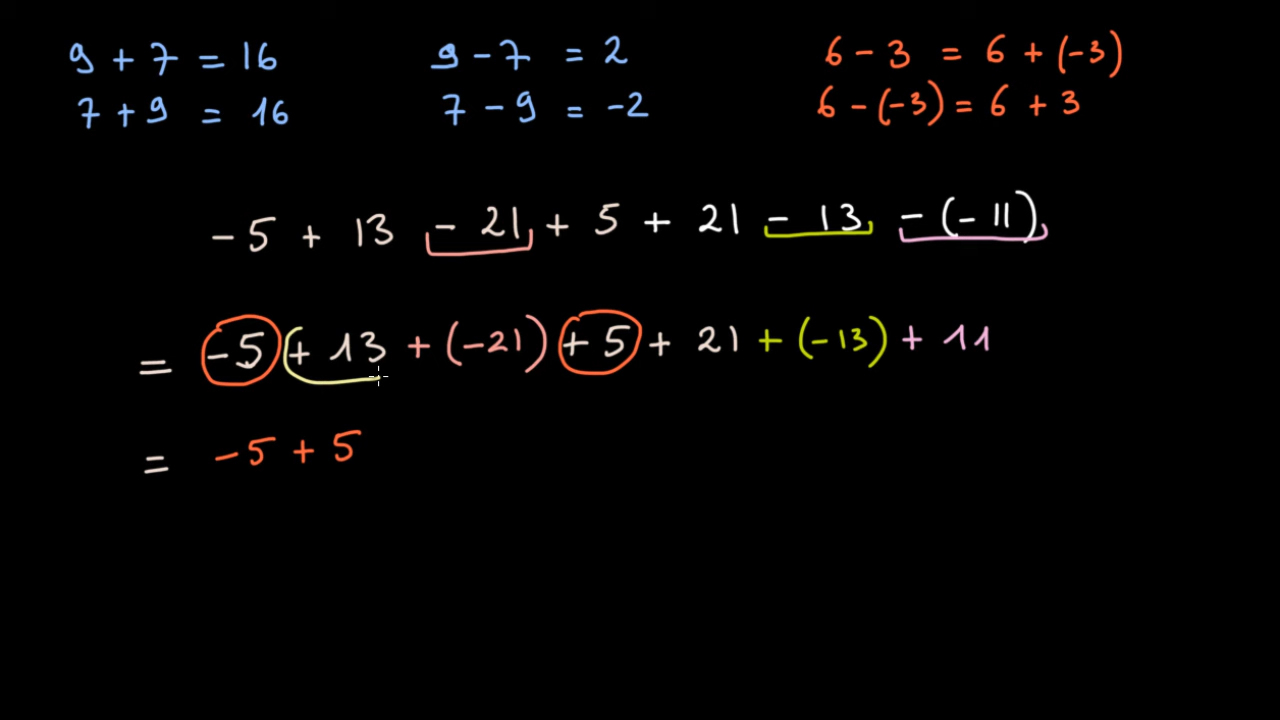 9 + 7 = 16
7 + 9 = 16
9 - 7 = 2
7 - 9 = -2
6 - 3 = 6 + (-3)
6 - (-3) = 6 + 3
-5 + 13 - 21 + 5 + 21 - 13 - (-11)
= -5 + 13 + (-21) + 5 + 21 + (-13) + 11
= -5 + 5